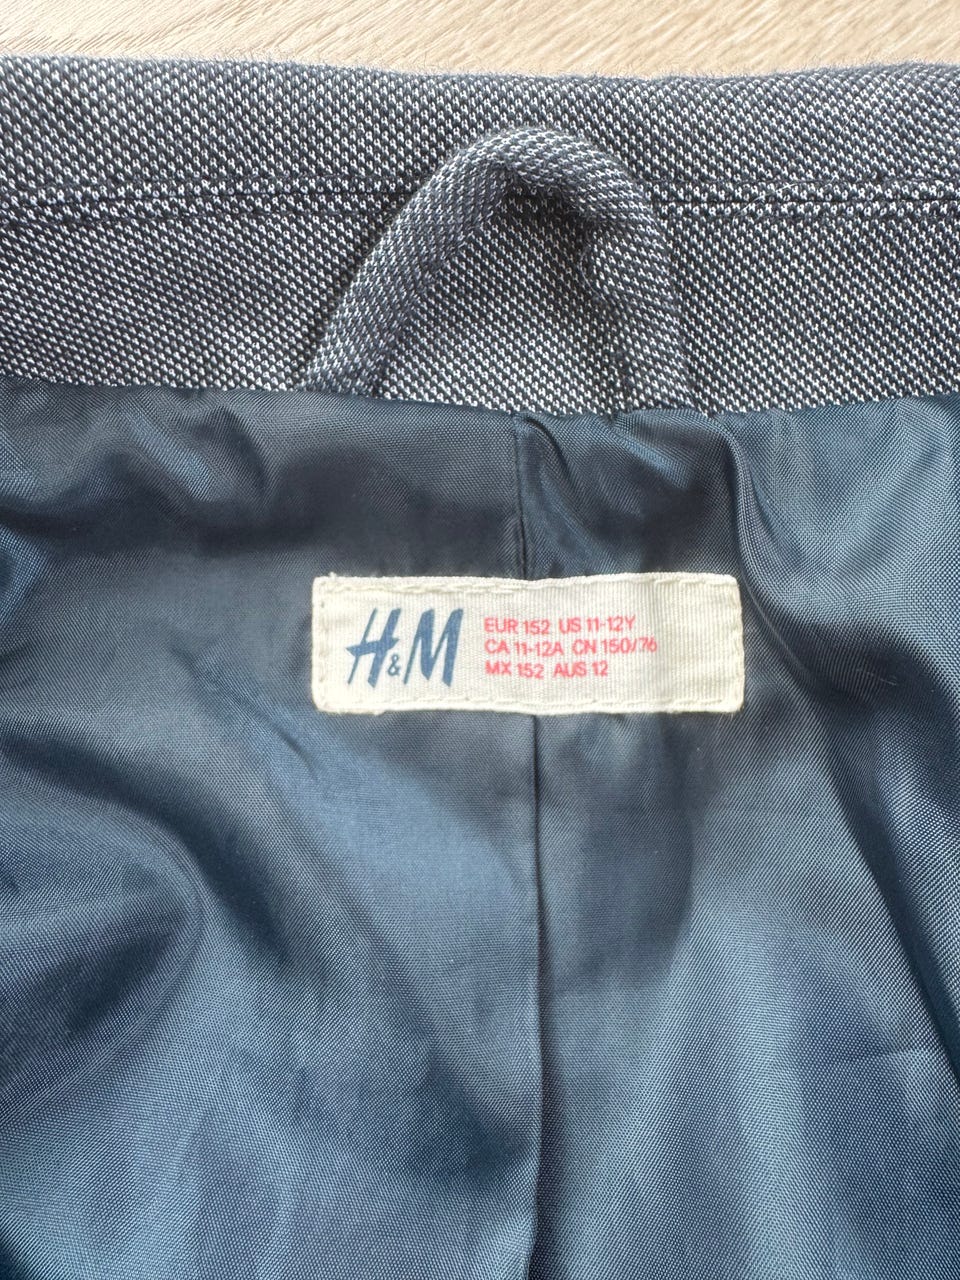 H&M
EUR 152 US 11-12Y
CA 11-12A CN 150/76
MX 152 AUS 12